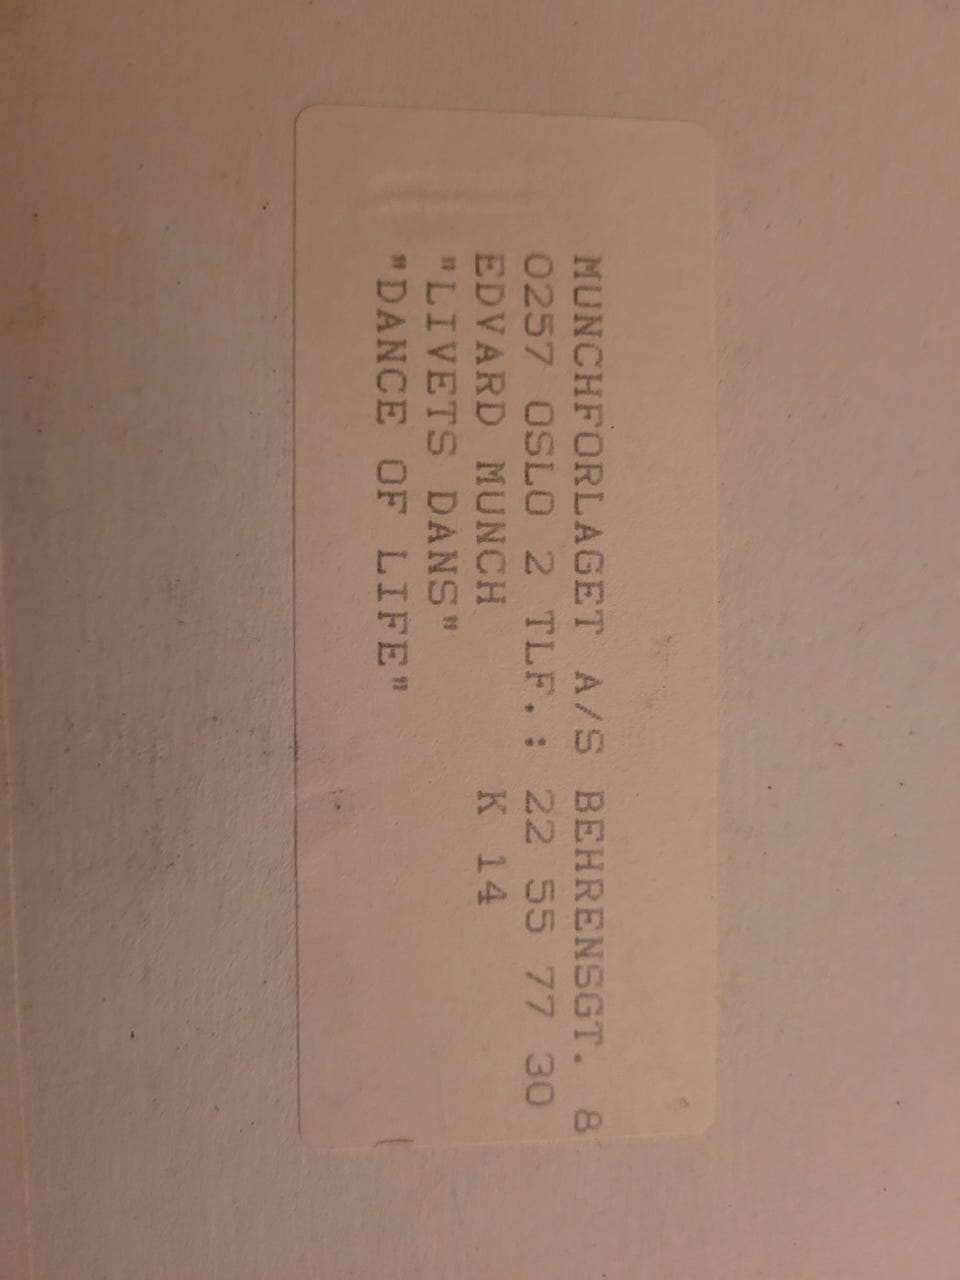 MUNCHFORLAGET A/S BEHRENSGT. 8
0257 OSLO 2 TLF.: 22 55 77 30
EDVARD MUNCH K 14
"LIVETS DANS"
"DANCE OF LIFE"